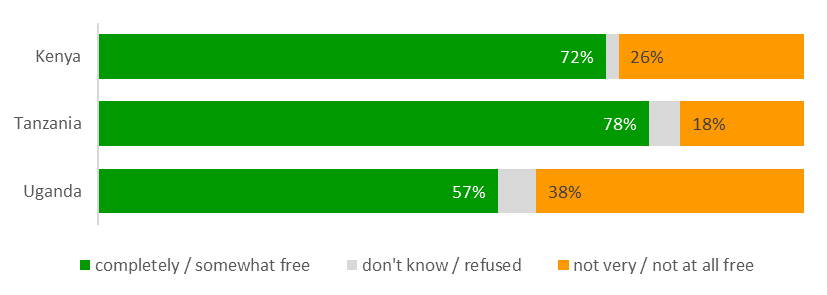 Kenya 72% 26%
Tanzania 78% 18%
Uganda 57% 38%
completely / somewhat free don't know / refused not very / not at all free